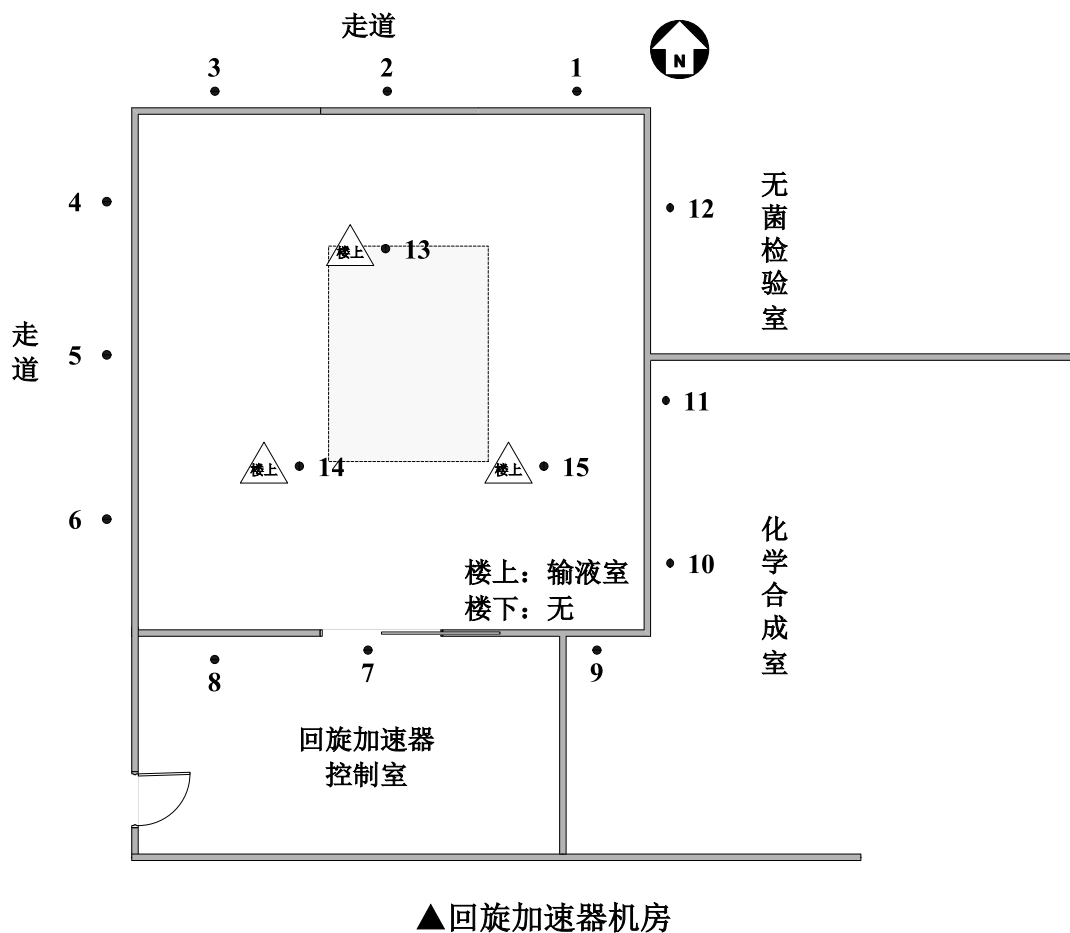 走道
N
3
2
1
4
无菌检验室
12
楼上
13
走道
5
11
楼上
14
楼上
15
6
化学合成室
10
楼上：输液室
楼下：无
8
7
9
回旋加速器
控制室
▲回旋加速器机房